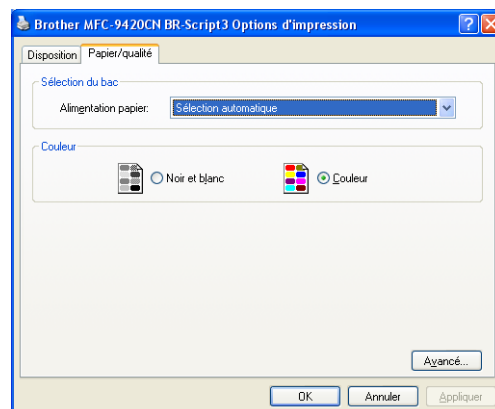 Brother MFC-9420CN BR-Script3 Options d'impression
Disposition Papier/qualité
Sélection du bac
Alimentation papier: Sélection automatique
Couleur
Noir et blanc Couleur
Avancé...
OK Annuler Appliquer